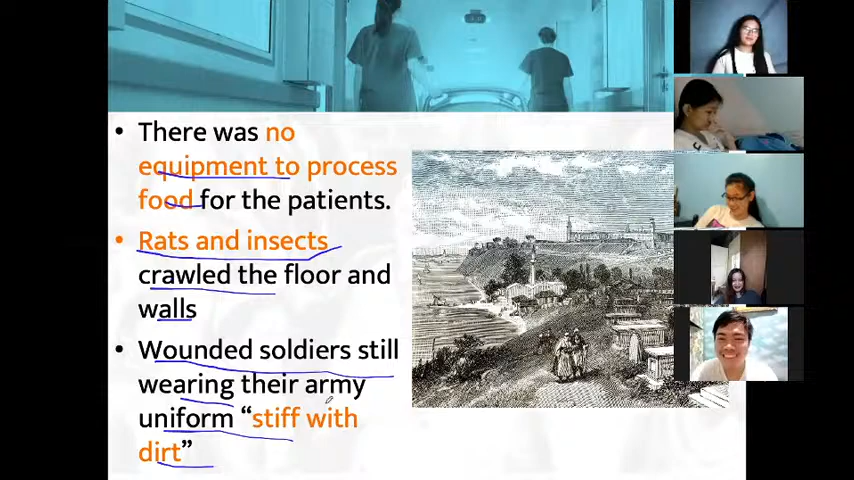 • There was no
equipment to process
food for the patients.
• Rats and insects
crawled the floor and
walls
• Wounded soldiers still
wearing their army
uniform “stiff with
dirt”